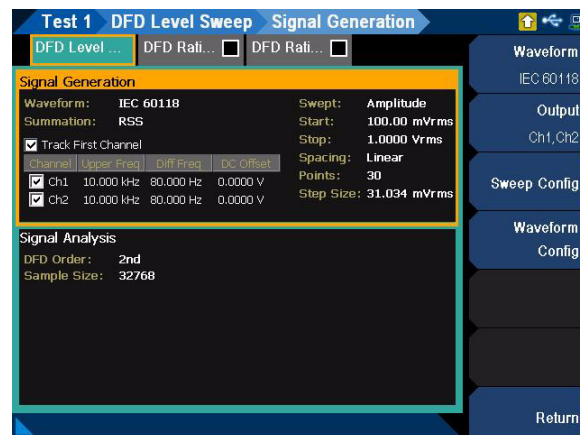 Test 1 DFD Level Sweep Signal Generation
DFD Level ... DFD Rati... DFD Rati...
Signal Generation
Waveform: IEC 60118
Summation: RSS
Track First Channel
Channel Upper Freq Diff Freq DC Offset
Ch1 10.000 kHz 80.000 Hz 0.0000 V
Ch2 10.000 kHz 80.000 Hz 0.0000 V
Swept: Amplitude
Start: 100.00 mVrms
Stop: 1.0000 Vrms
Spacing: Linear
Points: 30
Step Size: 31.034 mVrms
Signal Analysis
DFD Order: 2nd
Sample Size: 32768
Waveform
IEC 60118
Output
Ch1,Ch2
Sweep Config
Waveform
Config
Return